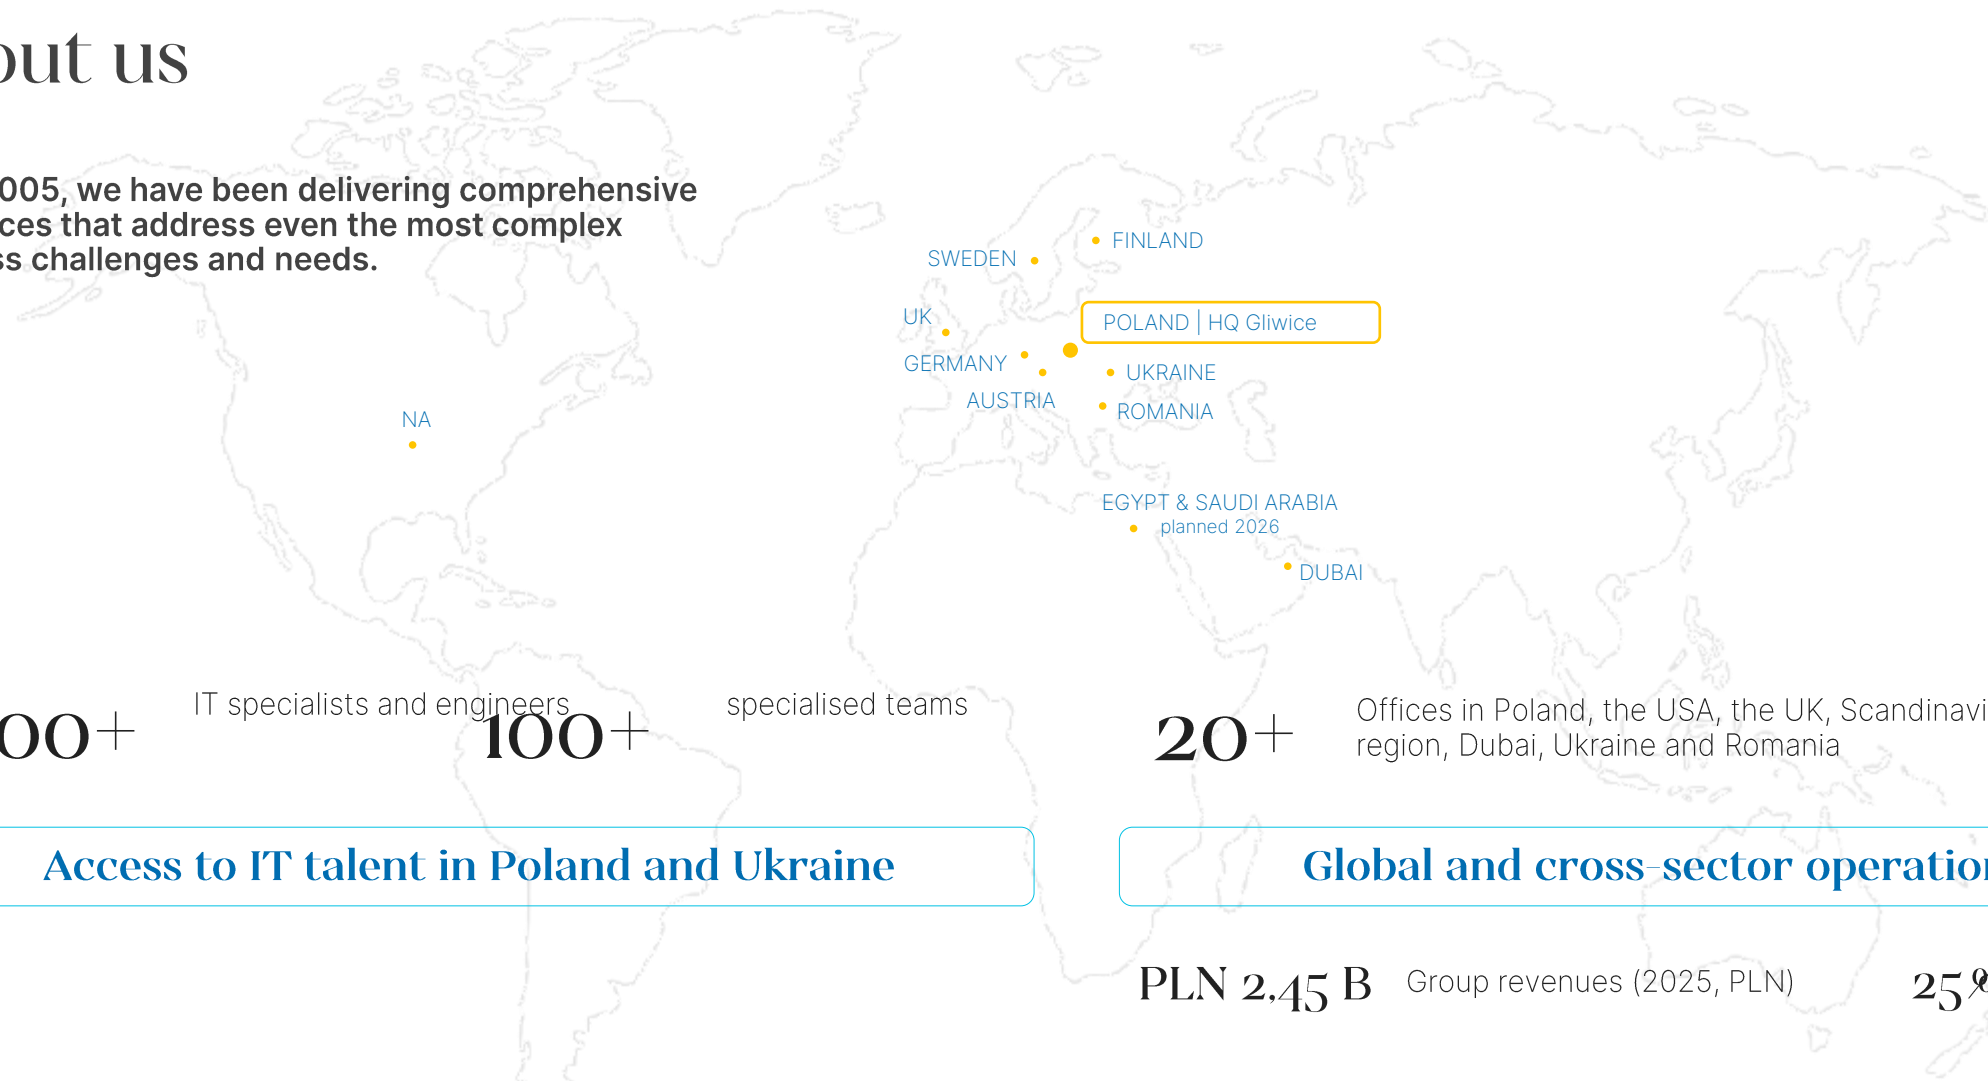 out us
005, we have been delivering comprehensive
ces that address even the most complex
ss challenges and needs.
FINLAND
SWEDEN
UK
POLAND | HQ Gliwice
GERMANY
UKRAINE
AUSTRIA
ROMANIA
NA
EGYPT & SAUDI ARABIA
planned 2026
DUBAI
00+
IT specialists and engineers
100+
specialised teams
20+
Offices in Poland, the USA, the UK, Scandinavi
region, Dubai, Ukraine and Romania
Access to IT talent in Poland and Ukraine
Global and cross-sector operation
PLN 2,45 B
Group revenues (2025, PLN)
25%